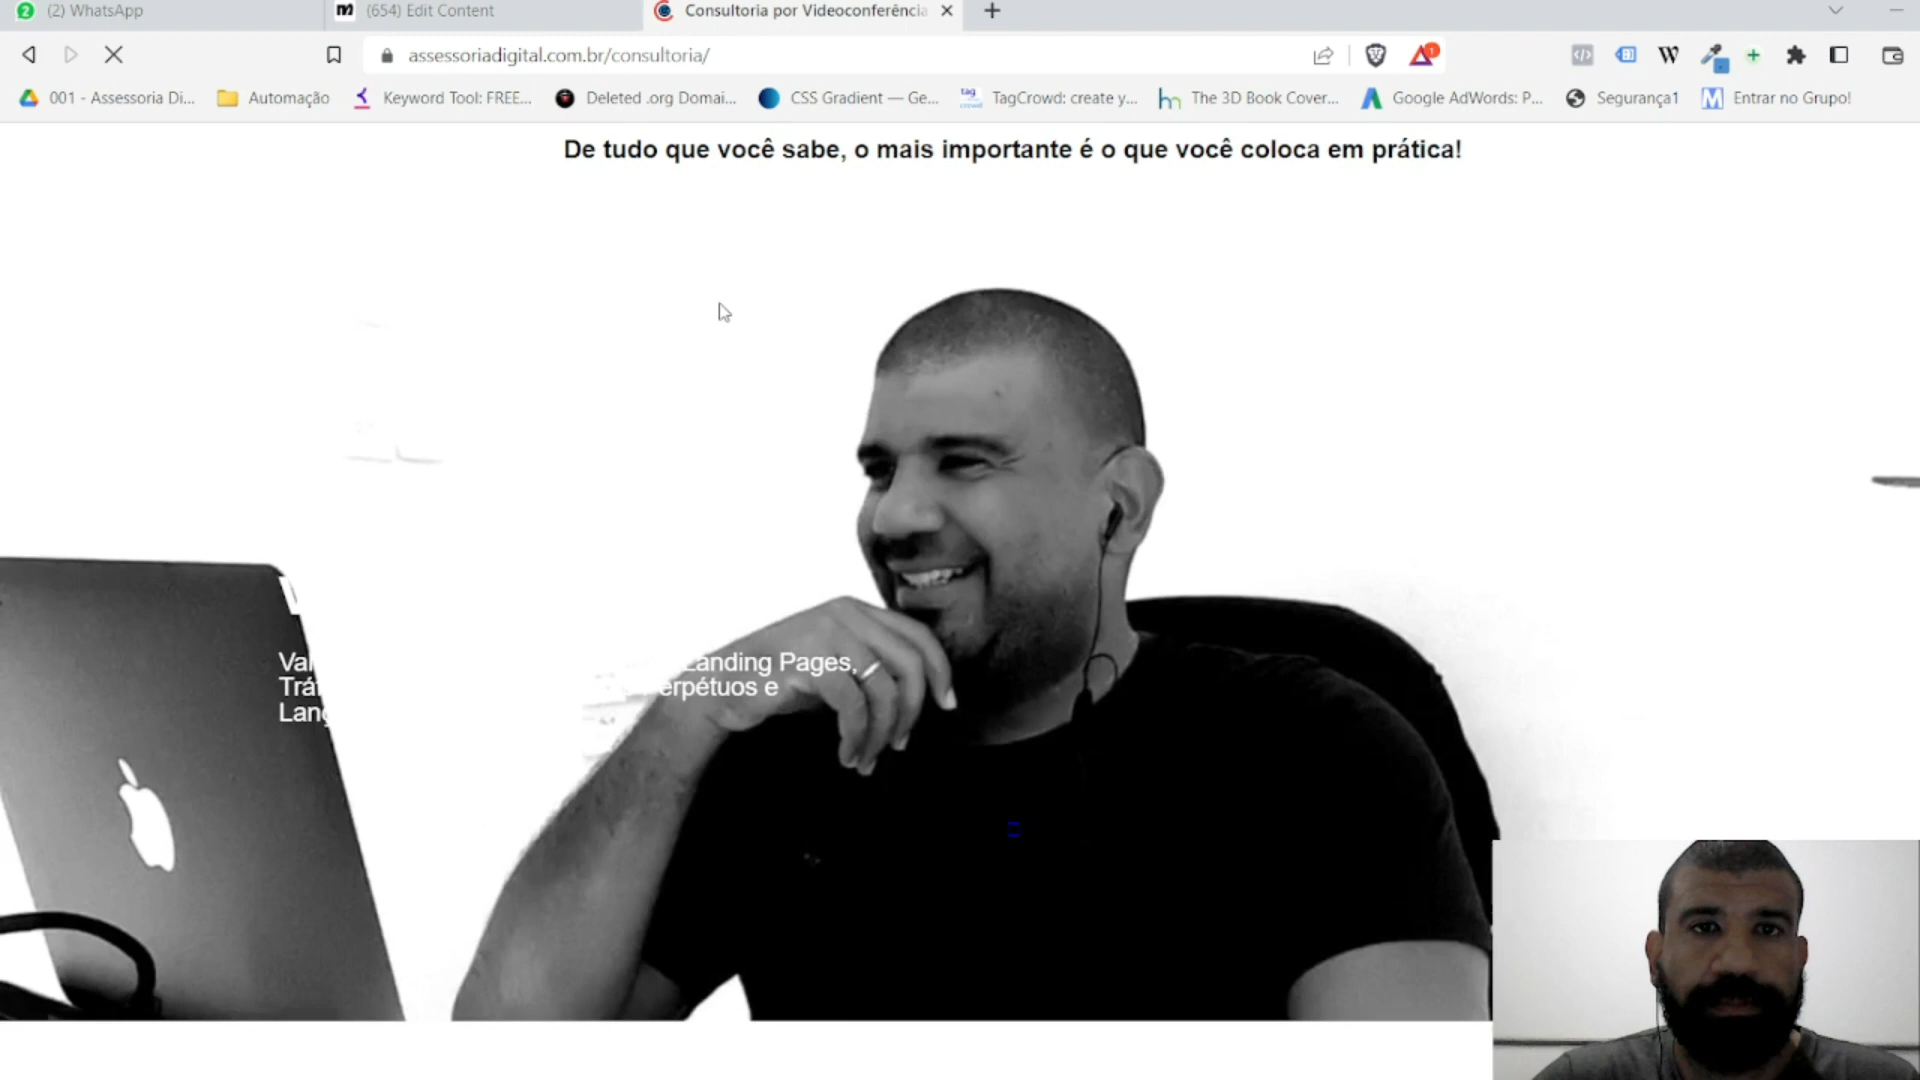 (2) WhatsApp
(654) Edit Content
Consultoria por Videoconferência
assessoriadigital.com.br/consultoria/
001 - Assessoria Di...
Automação
Keyword Tool: FREE...
Deleted .org Domai...
CSS Gradient — Ge...
TagCrowd: create y...
The 3D Book Cover...
Google AdWords: P...
Segurança1
Entrar no Grupo!
De tudo que você sabe, o mais importante é o que você coloca em prática!
Landing Pages,